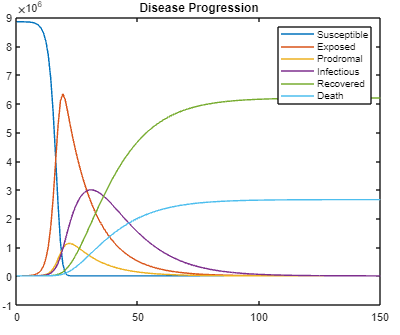 Disease Progression
×10⁶
9
8
7
6
5
4
3
2
1
0
-1
0 50 100 150
Susceptible
Exposed
Prodromal
Infectious
Recovered
Death